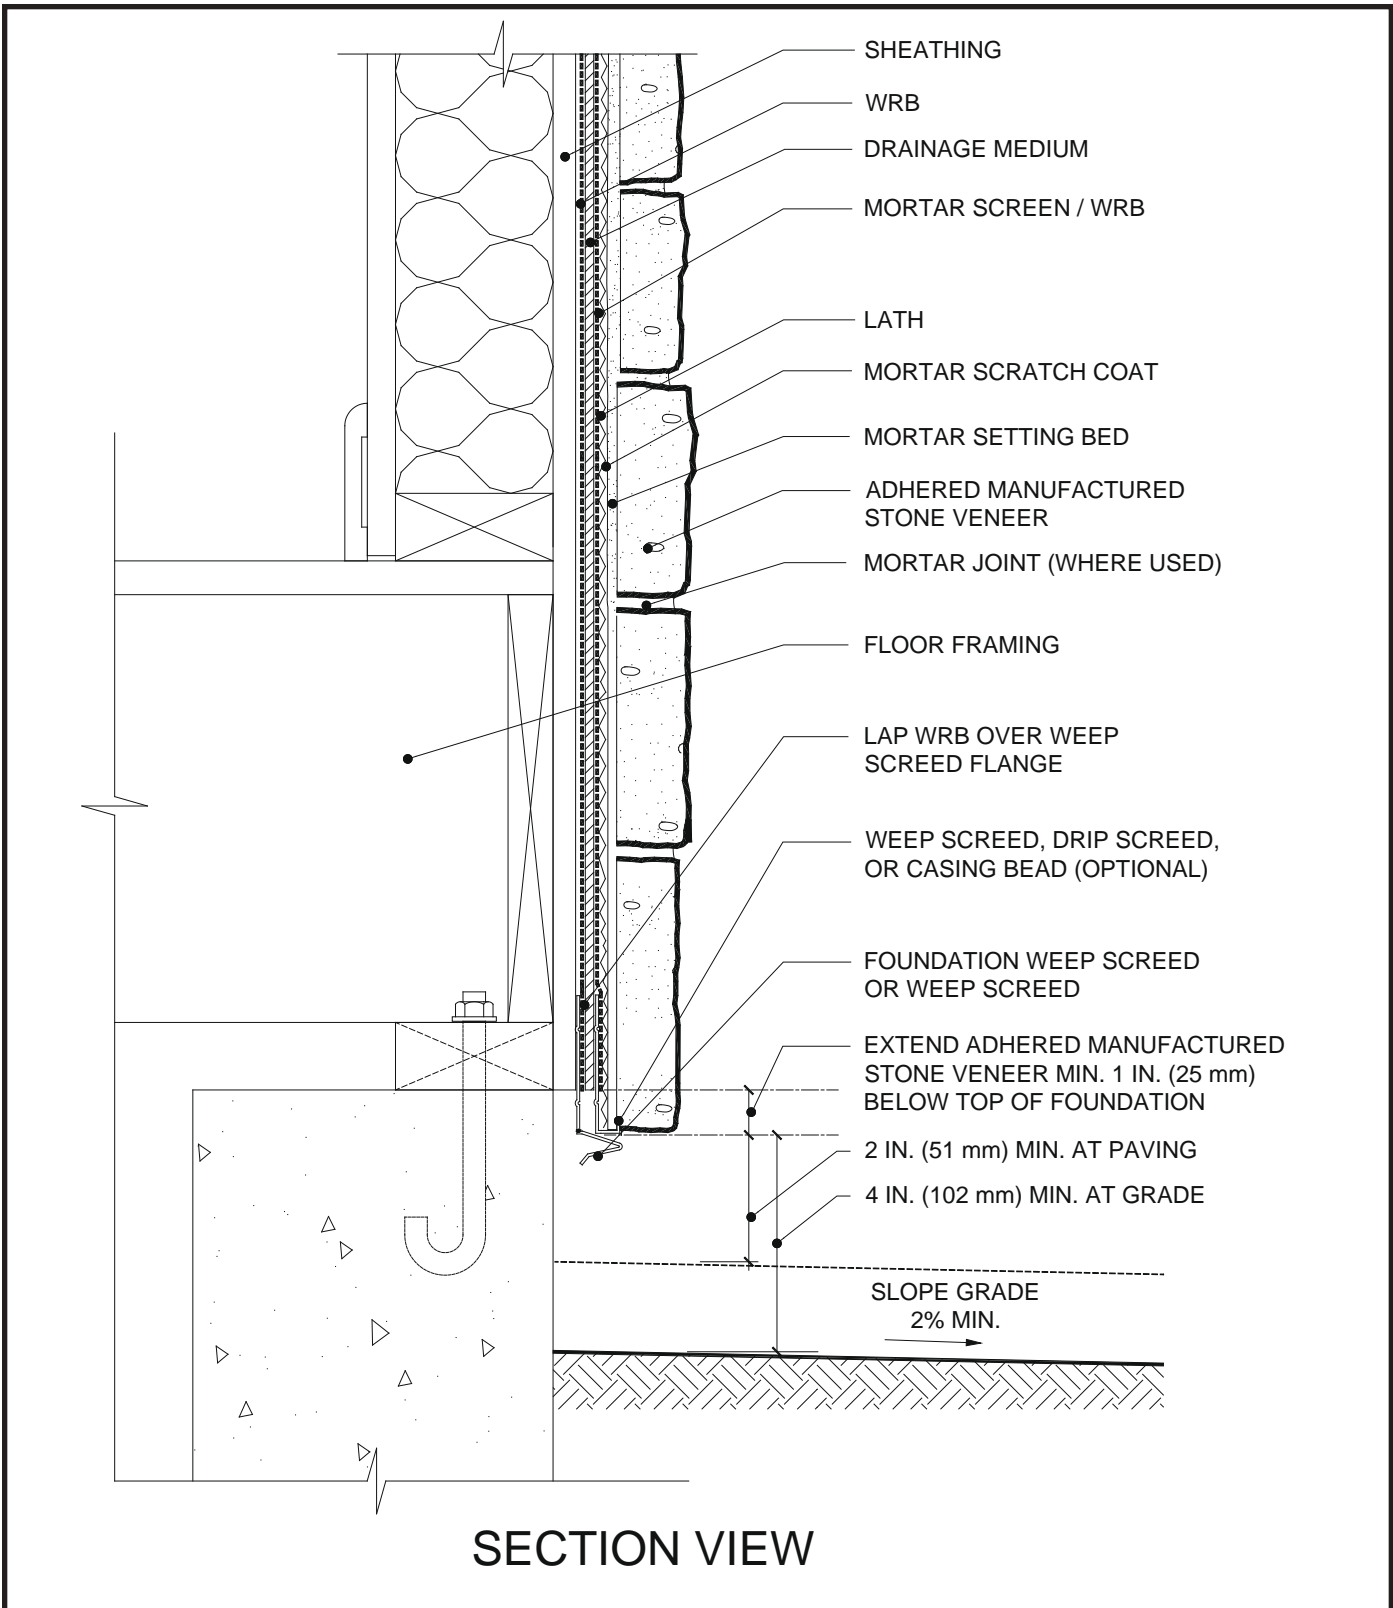 SHEATHING
WRB
DRAINAGE MEDIUM
MORTAR SCREEN / WRB
LATH
MORTAR SCRATCH COAT
MORTAR SETTING BED
ADHERED MANUFACTURED
STONE VENEER
MORTAR JOINT (WHERE USED)
FLOOR FRAMING
LAP WRB OVER WEEP
SCREED FLANGE
WEEP SCREED, DRIP SCREED,
OR CASING BEAD (OPTIONAL)
FOUNDATION WEEP SCREED
OR WEEP SCREED
EXTEND ADHERED MANUFACTURED
STONE VENEER MIN. 1 IN. (25 mm)
BELOW TOP OF FOUNDATION
2 IN. (51 mm) MIN. AT PAVING
4 IN. (102 mm) MIN. AT GRADE
SLOPE GRADE
2% MIN.
SECTION VIEW